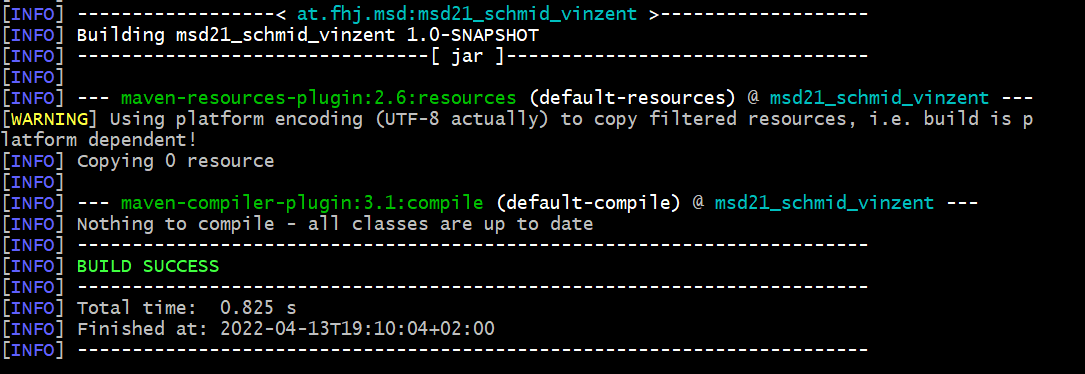 [INFO] ------------------< at.fhj.msd:msd21_schmid_vinzent >-------------------
[INFO] Building msd21_schmid_vinzent 1.0-SNAPSHOT
[INFO] --------------------------------[ jar ]---------------------------------
[INFO]
[INFO] --- maven-resources-plugin:2.6:resources (default-resources) @ msd21_schmid_vinzent ---
[WARNING] Using platform encoding (UTF-8 actually) to copy filtered resources, i.e. build is p
latform dependent!
[INFO] Copying 0 resource
[INFO]
[INFO] --- maven-compiler-plugin:3.1:compile (default-compile) @ msd21_schmid_vinzent ---
[INFO] Nothing to compile - all classes are up to date
[INFO] ------------------------------------------------------------------------
[INFO] BUILD SUCCESS
[INFO] ------------------------------------------------------------------------
[INFO] Total time:  0.825 s
[INFO] Finished at: 2022-04-13T19:10:04+02:00
[INFO] ------------------------------------------------------------------------